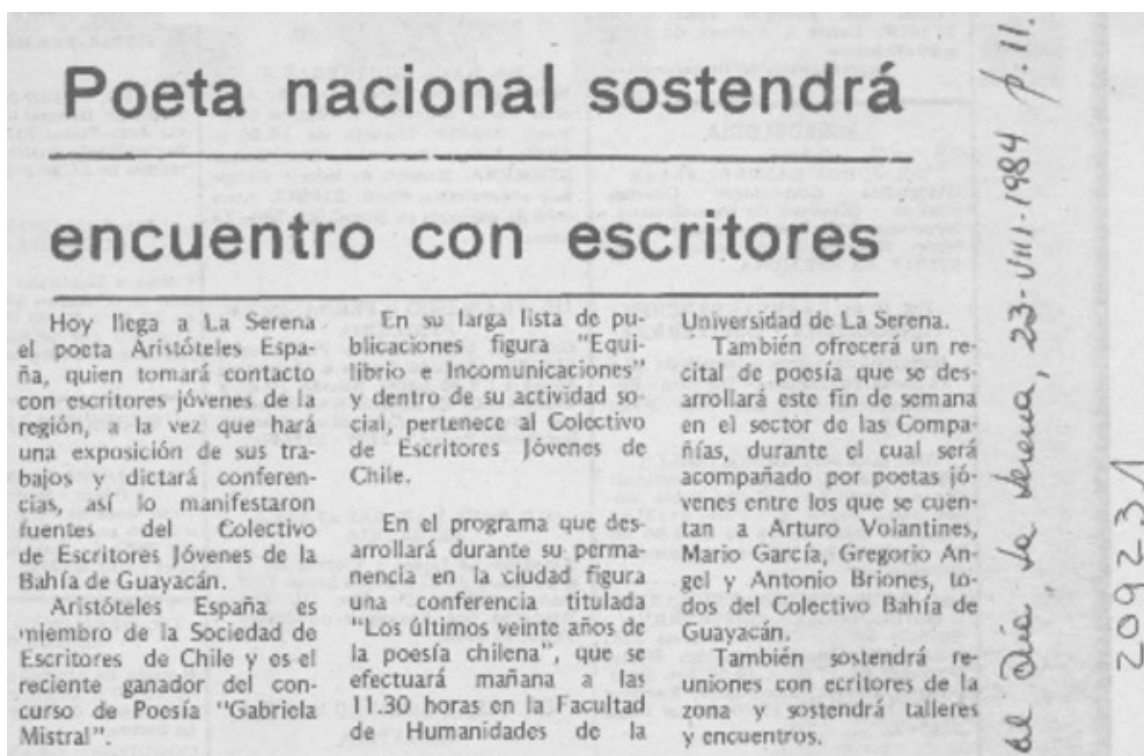 Poeta nacional sostendrá
encuentro con escritores
Hoy llega a La Serena
el poeta Aristóteles Espa-
ña, quien tomará contacto
con escritores jóvenes de la
región, a la vez que hará
una exposición de sus tra-
bajos y dictará conferen-
cias, así lo manifestaron
fuentes del Colectivo
de Escritores Jóvenes de la
Bahía de Guayacán.
Aristóteles España es
miembro de la Sociedad de
Escritores de Chile y es el
reciente ganador del con-
curso de Poesía "Gabriela
Mistral".
En su larga lista de pu-
blicaciones figura "Equi-
librio e Incomunicaciones"
y dentro de su actividad so-
cial, pertenece al Colectivo
de Escritores Jóvenes de
Chile.
En el programa que des-
arrollará durante su perma-
nencia en la ciudad figura
una conferencia titulada
"Los últimos veinte años de
la poesía chilena", que se
efectuará mañana a las
11.30 horas en la Facultad
de Humanidades de la
Universidad de La Serena.
También ofrecerá un re-
cital de poesía que se des-
arrollará este fin de semana
en el sector de las Compa-
ñías, durante el cual será
acompañado por poetas jó-
venes entre los que se cuen-
tan a Arturo Volantines,
Mario García, Gregorio An-
gel y Antonio Briones, to-
dos del Colectivo Bahía de
Guayacán.
También sostendrá re-
uniones con ecritores de la
zona y sostendrá talleres
y encuentros.
el Día, La Serena, 23-VIII-1984 p.11.
209231